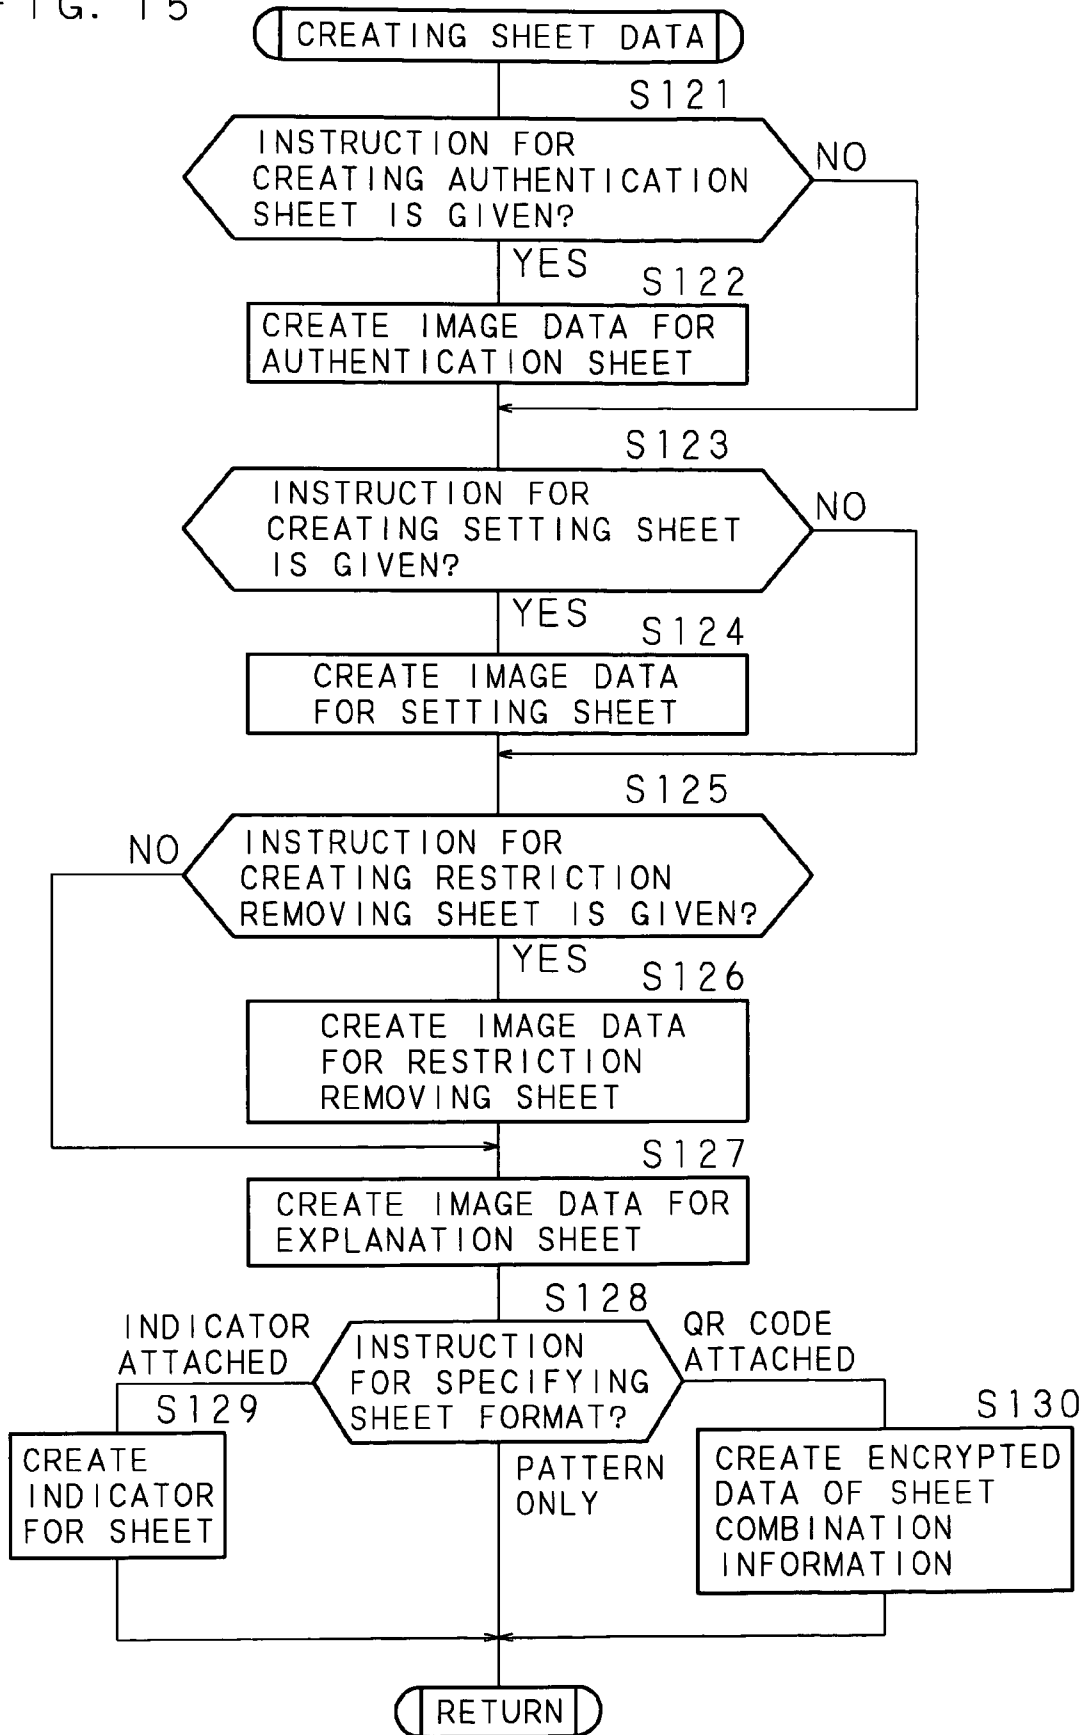 FIG. 15
CREATING SHEET DATA
S121
INSTRUCTION FOR
CREATING AUTHENTICATION
SHEET IS GIVEN?
NO
YES
S122
CREATE IMAGE DATA FOR
AUTHENTICATION SHEET
S123
INSTRUCTION FOR
CREATING SETTING SHEET
IS GIVEN?
NO
YES
S124
CREATE IMAGE DATA
FOR SETTING SHEET
S125
NO
INSTRUCTION FOR
CREATING RESTRICTION
REMOVING SHEET IS GIVEN?
YES
S126
CREATE IMAGE DATA
FOR RESTRICTION
REMOVING SHEET
S127
CREATE IMAGE DATA FOR
EXPLANATION SHEET
S128
INSTRUCTION
FOR SPECIFYING
SHEET FORMAT?
INDICATOR
ATTACHED
QR CODE
ATTACHED
S129
CREATE
INDICATOR
FOR SHEET
PATTERN
ONLY
S130
CREATE ENCRYPTED
DATA OF SHEET
COMBINATION
INFORMATION
RETURN